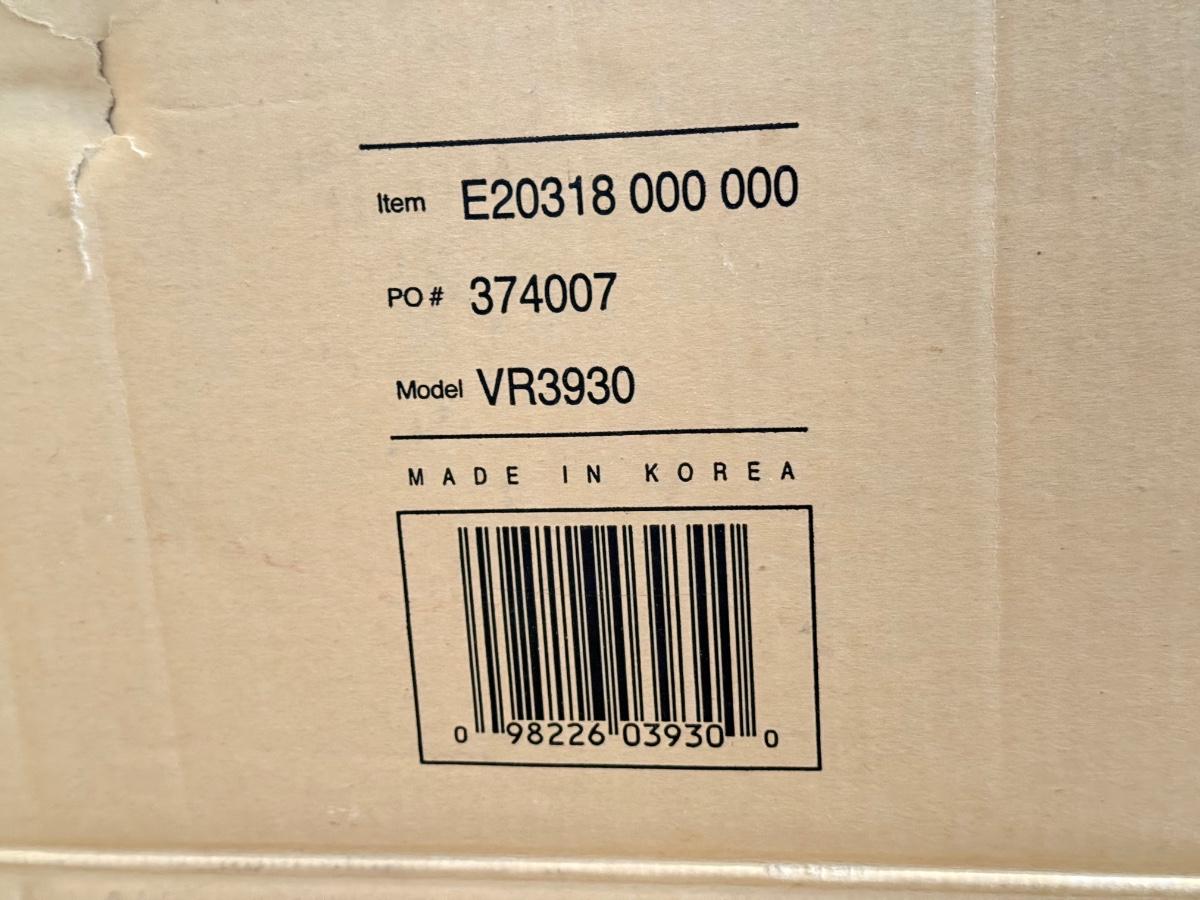 Item E20318 000 000
PO # 374007
Model VR3930
MADE IN KOREA
0 98226 03930 0